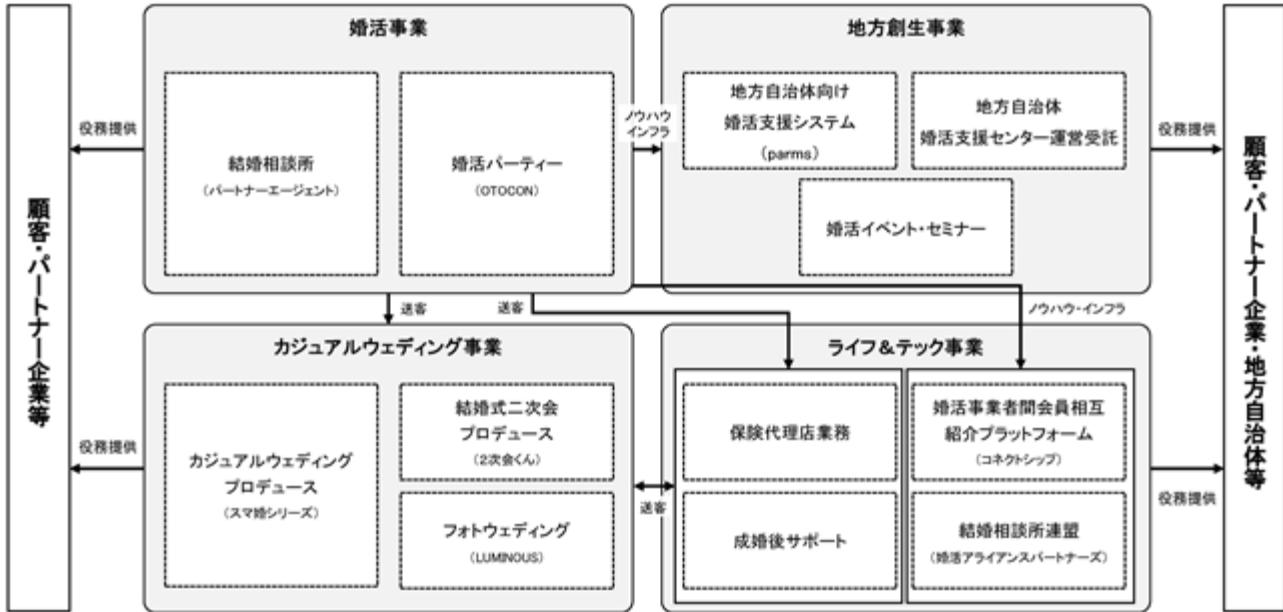 顧客・パートナー企業等
役務提供
役務提供
婚活事業
結婚相談所
(パートナーエージェント)
婚活パーティー
(OTOCON)
ノウハウ
インフラ
地方創生事業
地方自治体向け
婚活支援システム
(parms)
地方自治体
婚活支援センター運営受託
婚活イベント・セミナー
送客
送客
ノウハウ・インフラ
カジュアルウェディング事業
カジュアルウェディング
プロデュース
(スマ婚シリーズ)
結婚式二次会
プロデュース
(2次会くん)
フォトウェディング
(LUMINOUS)
送客
ライフ&テック事業
保険代理店業務
成婚後サポート
婚活事業者間会員相互
紹介プラットフォーム
(コネクトシップ)
結婚相談所連盟
(婚活アライアンスパートナーズ)
役務提供
役務提供
顧客・パートナー企業・地方自治体等